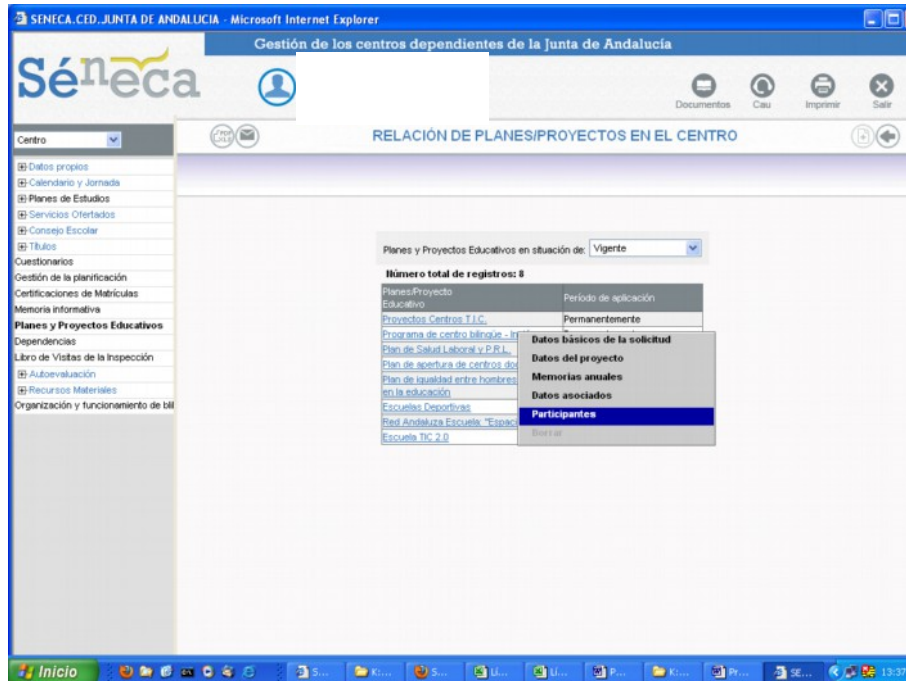 SENECA.CED.JUNTA DE ANDALUCIA - Microsoft Internet Explorer
Gestión de los centros dependientes de la Junta de Andalucía
Séneca
Documentos
Cau
Imprimir
Salir
Centro
RELACIÓN DE PLANES/PROYECTOS EN EL CENTRO
Datos propios
Calendario y Jornada
Planes de Estudios
Servicios Ofertados
Consejo Escolar
Títulos
Cuestionarios
Gestión de la planificación
Certificaciones de Matrículas
Memoria informativa
Planes y Proyectos Educativos
Dependencias
Libro de Visitas de la Inspección
Autoevaluación
Recursos Materiales
Organización y funcionamiento de
Planes y Proyectos Educativos en situación de: Vigente
Número total de registros: 8
Planes/Proyecto
Educativo
Período de aplicación
Proyectos Centros T.I.C.
Permanentemente
Programa de centro bilingüe -
Plan de Salud Laboral y P.R.L.
Plan de apertura de centros
Plan de igualdad entre hombres
en la educación
Escuelas Deportivas
Red Andaluza Escuela: "Espaci
Escuela TIC 2.0
Datos básicos de la solicitud
Datos del proyecto
Memorias anuales
Datos asociados
Participantes
Borrar
Inicio
S...
K:...
S...
Lí...
Lí...
P...
K:...
Pr...
SE...
13:37